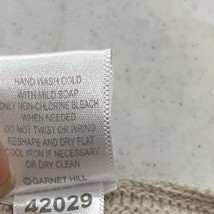 HAND WASH COLD
WITH MILD SOAP
ONLY NON-CHLORINE BLEACH
WHEN NEEDED
DO NOT TWIST OR WRING
RESHAPE AND DRY FLAT
COOL IRON IF NECESSARY
OR DRY CLEAN
© GARNET HILL
42029